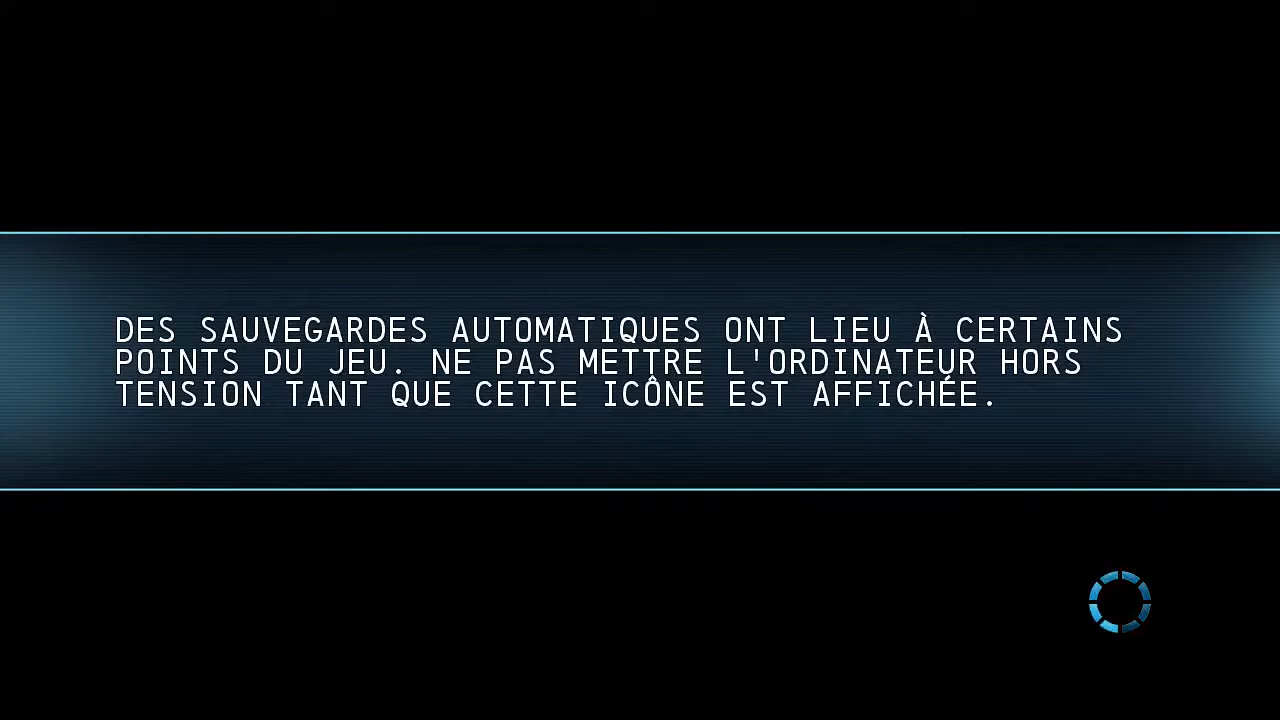 DES SAUVEGARDES AUTOMATIQUES ONT LIEU À CERTAINS
POINTS DU JEU. NE PAS METTRE L'ORDINATEUR HORS
TENSION TANT QUE CETTE ICÔNE EST AFFICHÉE.